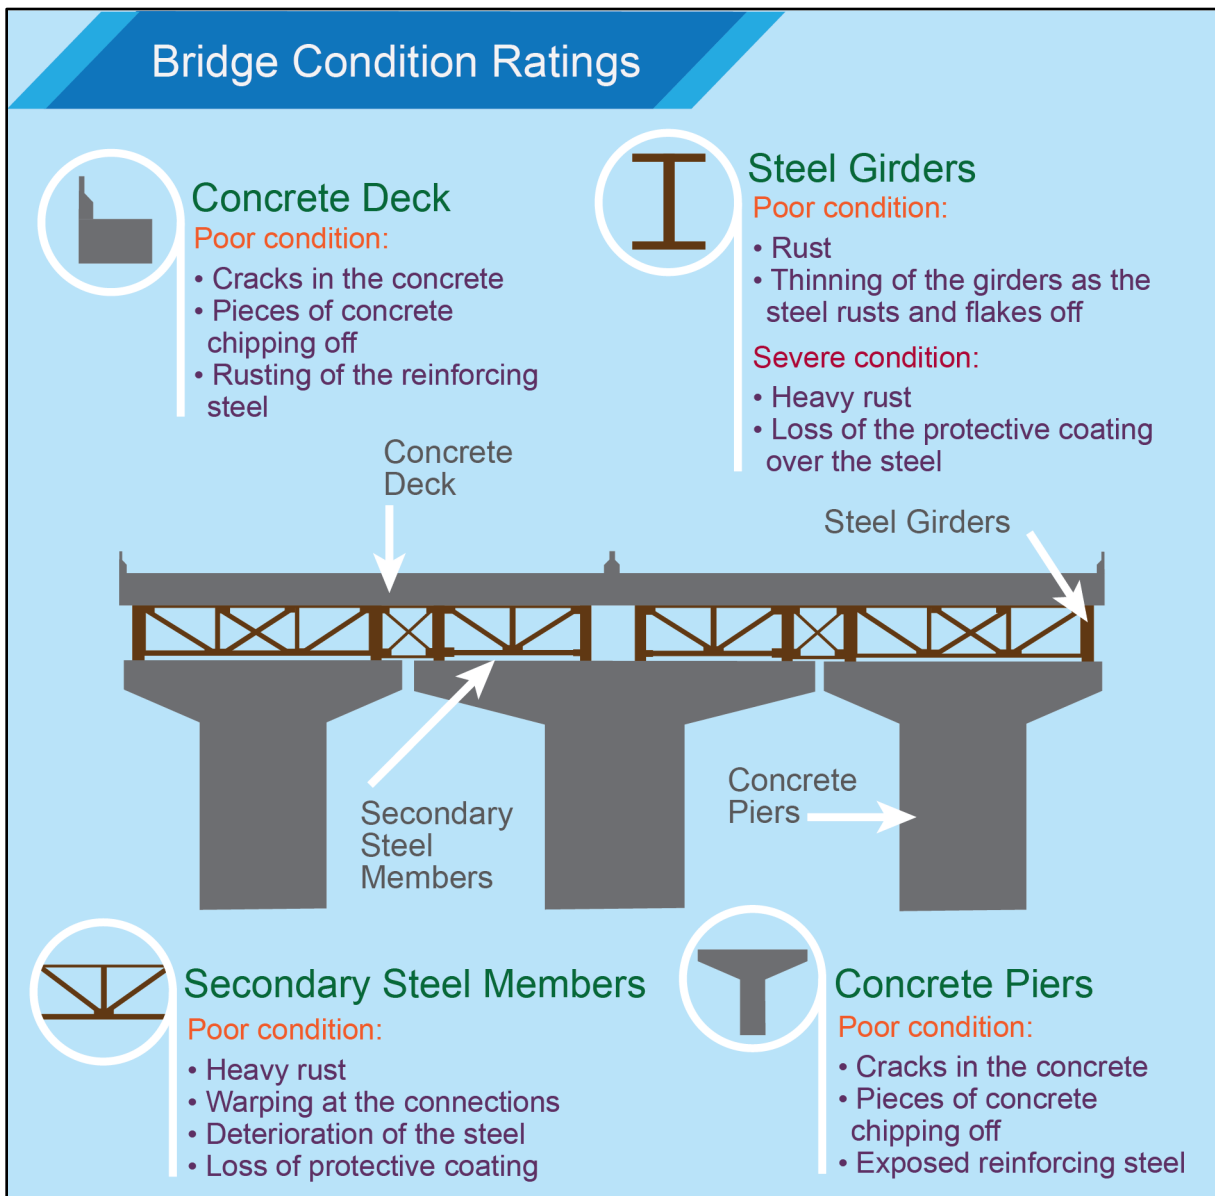 Bridge Condition Ratings
Concrete Deck
Poor condition:
• Cracks in the concrete
• Pieces of concrete
chipping off
• Rusting of the reinforcing
steel
Steel Girders
Poor condition:
• Rust
• Thinning of the girders as the
steel rusts and flakes off
Severe condition:
• Heavy rust
• Loss of the protective coating
over the steel
Concrete
Deck
Steel Girders
Secondary
Steel
Members
Concrete
Piers
Secondary Steel Members
Poor condition:
• Heavy rust
• Warping at the connections
• Deterioration of the steel
• Loss of protective coating
Concrete Piers
Poor condition:
• Cracks in the concrete
• Pieces of concrete
chipping off
• Exposed reinforcing steel